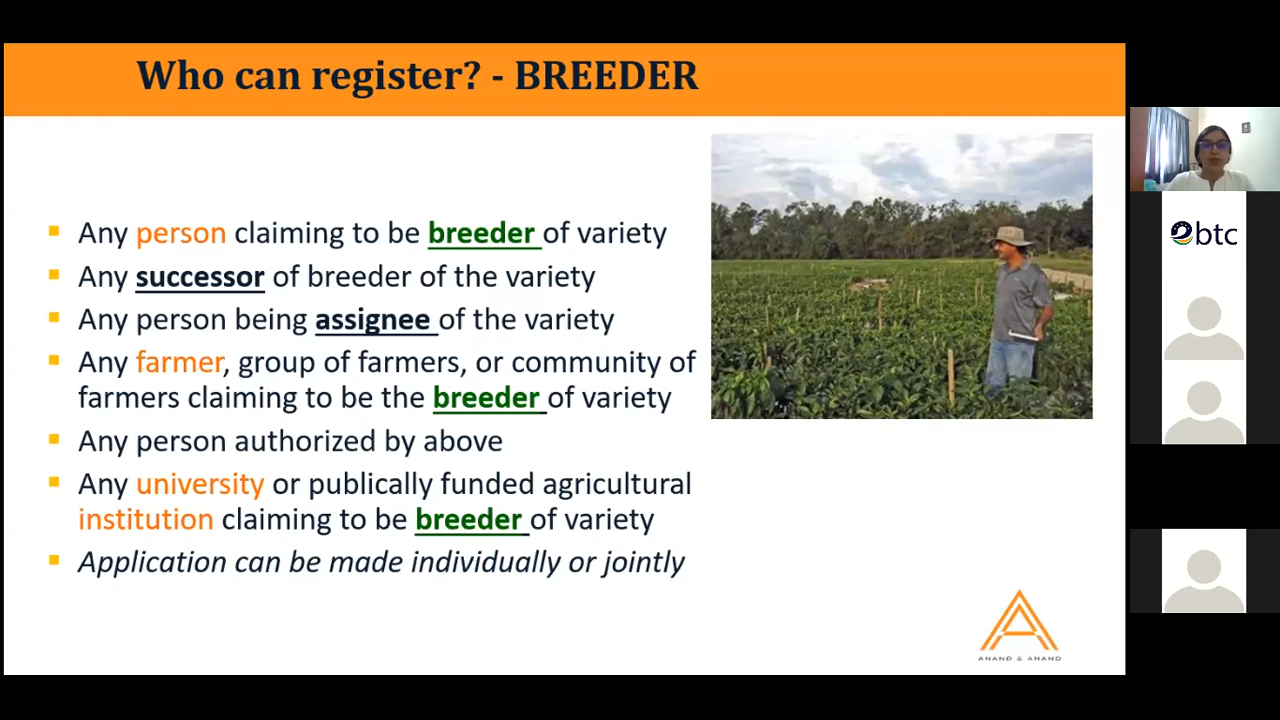 Who can register? - BREEDER
Any person claiming to be breeder of variety
Any successor of breeder of the variety
Any person being assignee of the variety
Any farmer, group of farmers, or community of
farmers claiming to be the breeder of variety
Any person authorized by above
Any university or publically funded agricultural
institution claiming to be breeder of variety
Application can be made individually or jointly
ANAND & ANAND
btc